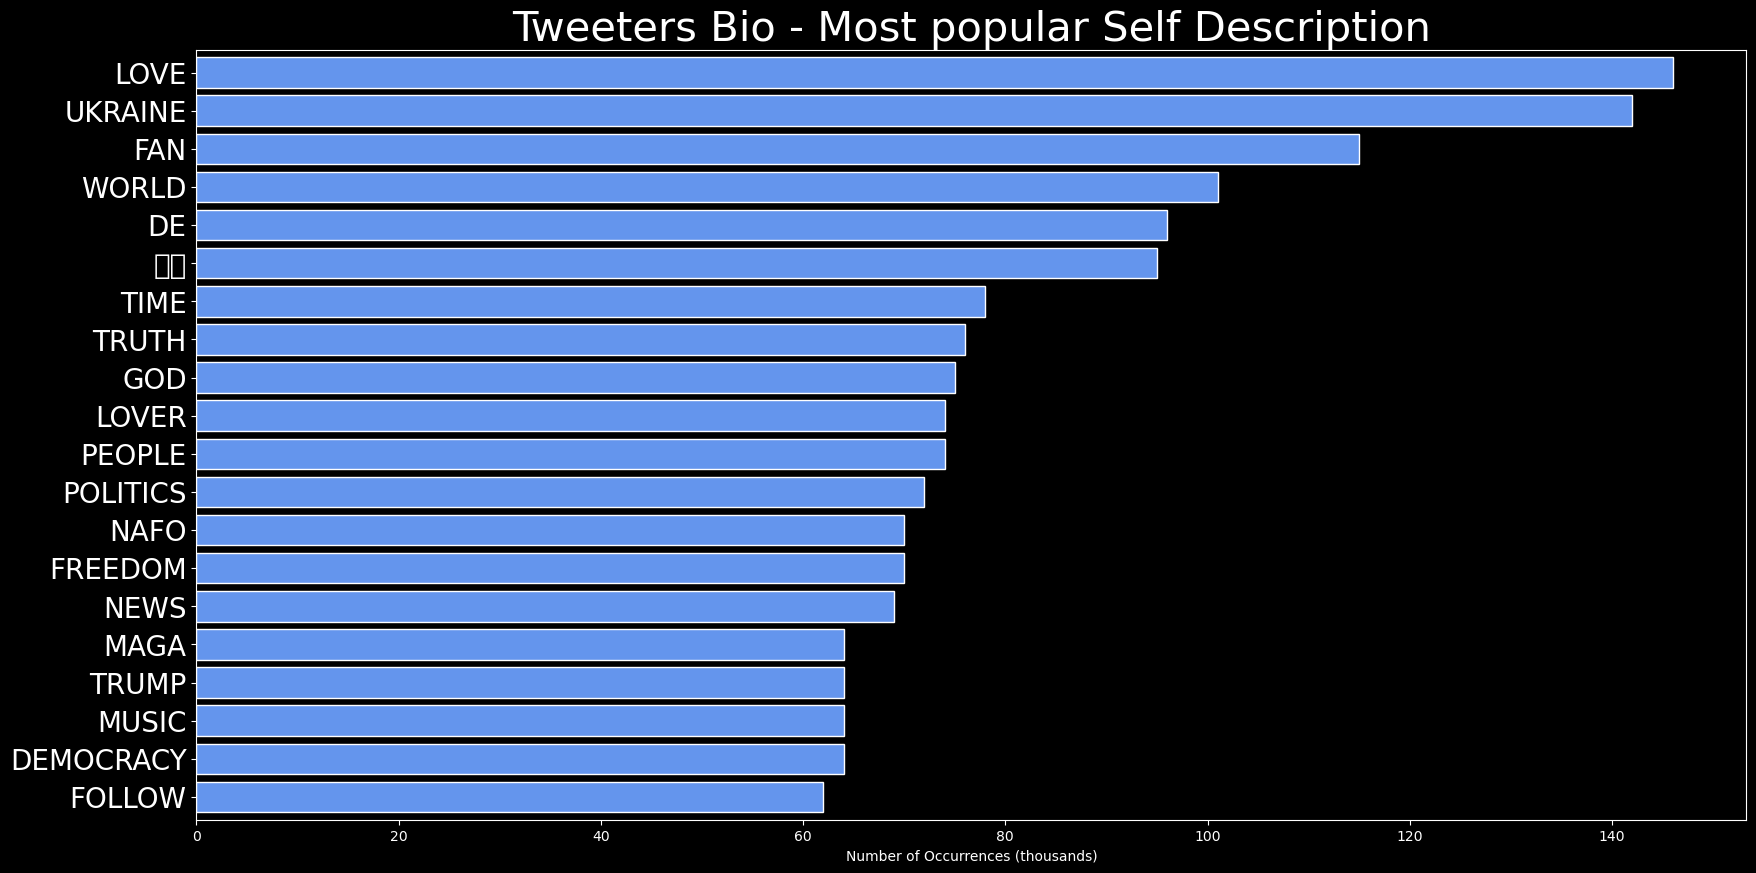 Tweeters Bio - Most popular Self Description
LOVE
UKRAINE
FAN
WORLD
DE
TIME
TRUTH
GOD
LOVER
PEOPLE
POLITICS
NAFO
FREEDOM
NEWS
MAGA
TRUMP
MUSIC
DEMOCRACY
FOLLOW
0 20 40 60 80 100 120 140
Number of Occurrences (thousands)